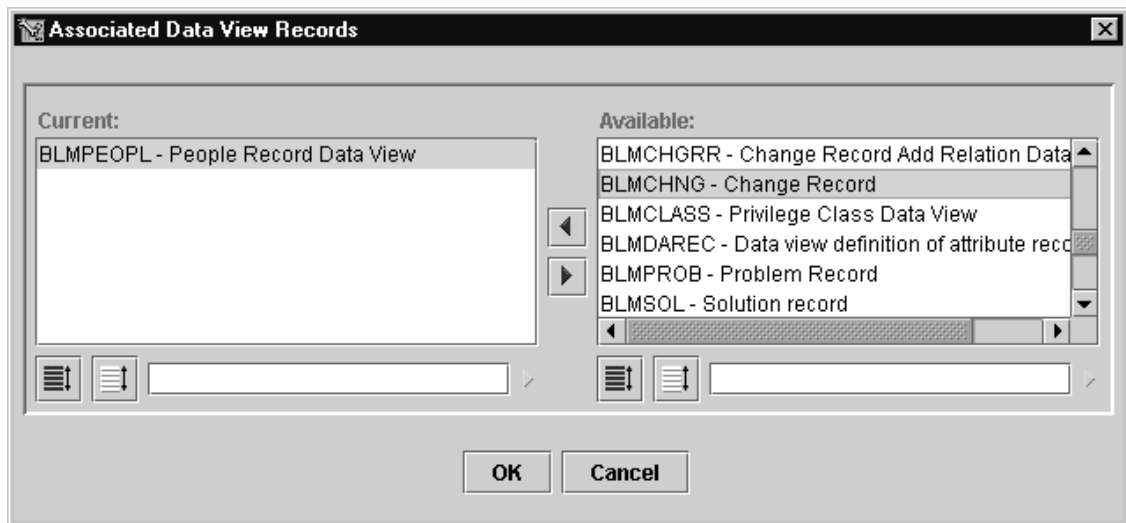 Associated Data View Records
Current:
BLMPEOPL - People Record Data View
Available:
BLMCHGRR - Change Record Add Relation Data
BLMCHNG - Change Record
BLMCLASS - Privilege Class Data View
BLMDAREC - Data view definition of attribute reco
BLMPROB - Problem Record
BLMSOL - Solution record
OK
Cancel